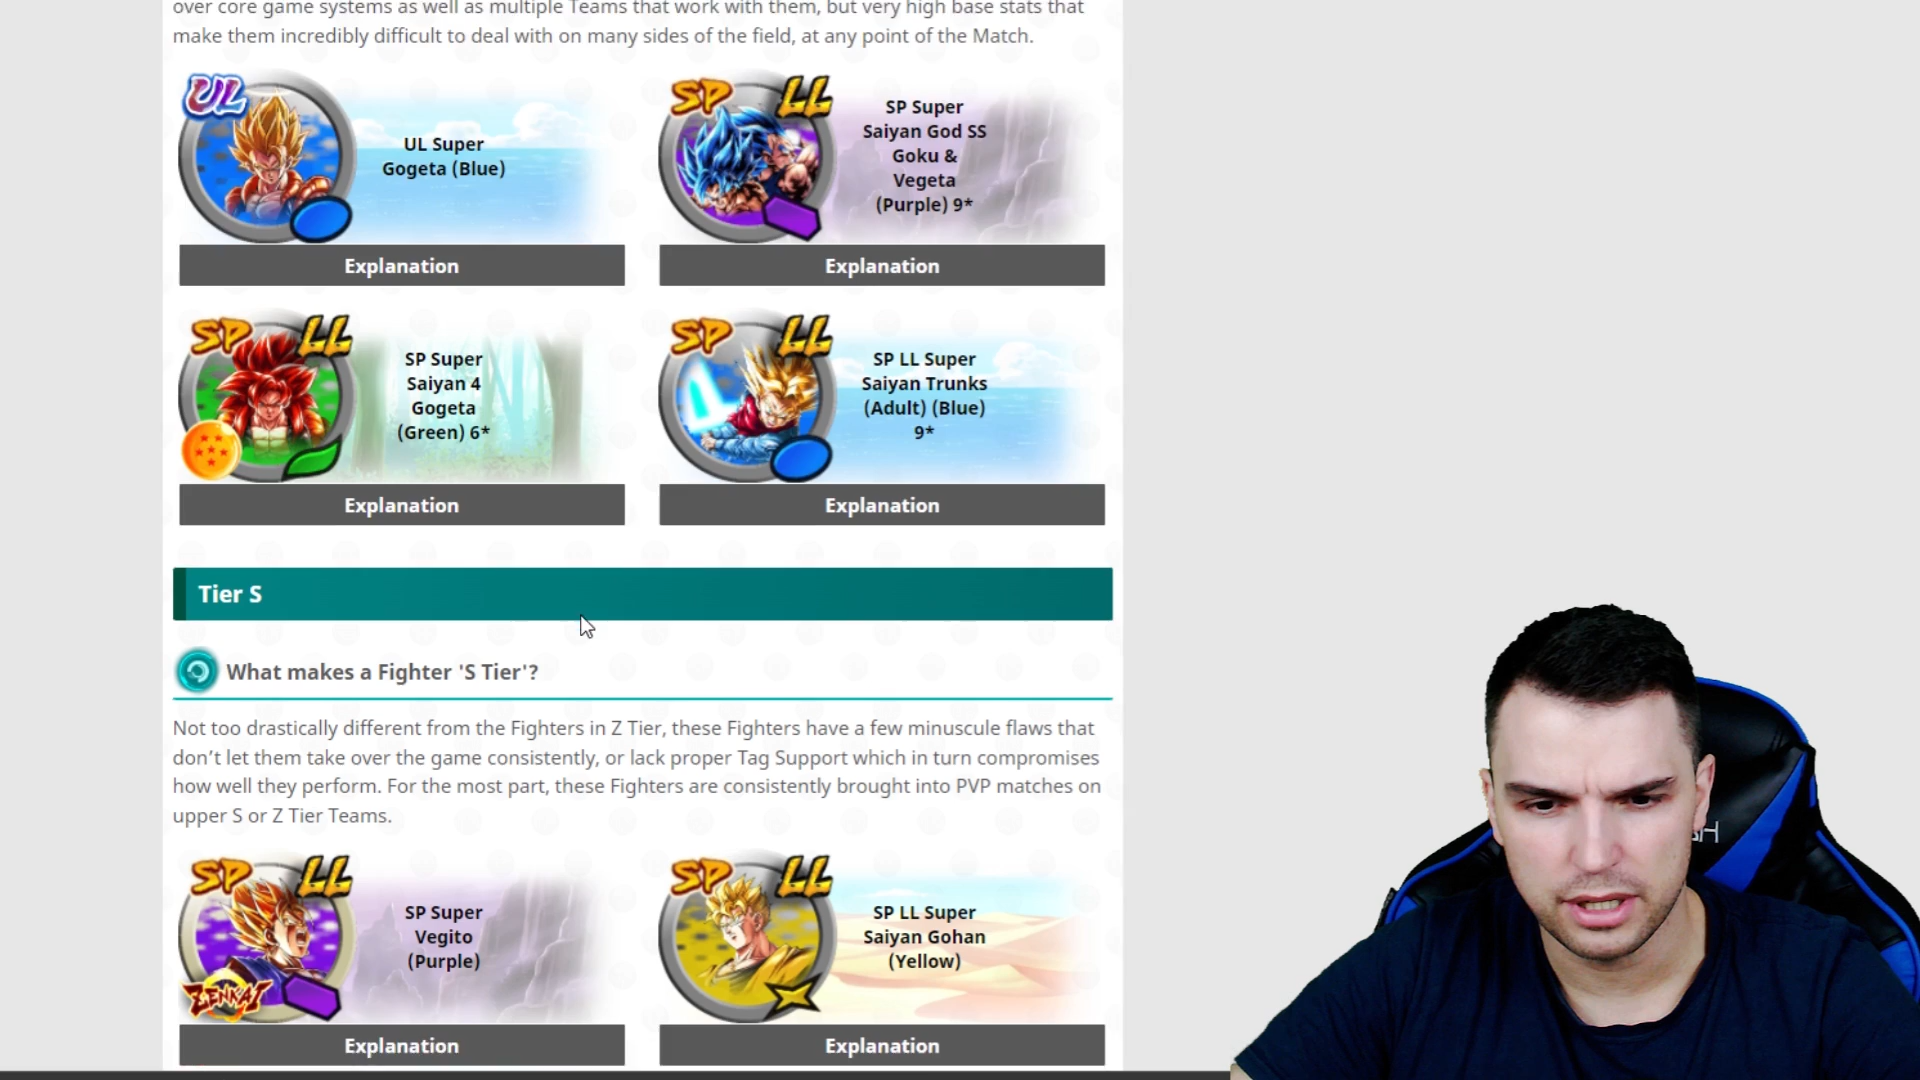 over core game systems as well as multiple Teams that work with them, but very high base stats that
make them incredibly difficult to deal with on many sides of the field, at any point of the Match.
UL
UL Super
Gogeta (Blue)
SP LL
SP Super
Saiyan God SS
Goku &
Vegeta
(Purple) 9*
Explanation
Explanation
SP LL
SP Super
Saiyan 4
Gogeta
(Green) 6*
SP LL
SP LL Super
Saiyan Trunks
(Adult) (Blue)
9*
Explanation
Explanation
Tier S
What makes a Fighter 'S Tier'?
Not too drastically different from the Fighters in Z Tier, these Fighters have a few minuscule flaws that
don’t let them take over the game consistently, or lack proper Tag Support which in turn compromises
how well they perform. For the most part, these Fighters are consistently brought into PVP matches on
upper S or Z Tier Teams.
SP LL
ZENKAI
SP Super
Vegito
(Purple)
SP LL
SP LL Super
Saiyan Gohan
(Yellow)
Explanation
Explanation